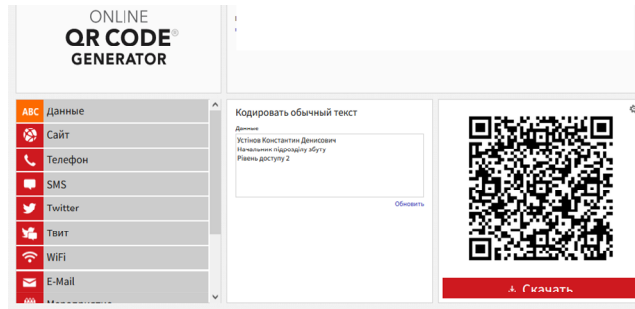 ONLINE
QR CODE®
GENERATOR
ABC Данные
Сайт
Телефон
SMS
Twitter
Твит
WiFi
E-Mail
Кодировать обычный текст
Данные
Устінов Константин Денисович
Начальник підрозділу збуту
Рівень доступу 2
Обновить
Скачать